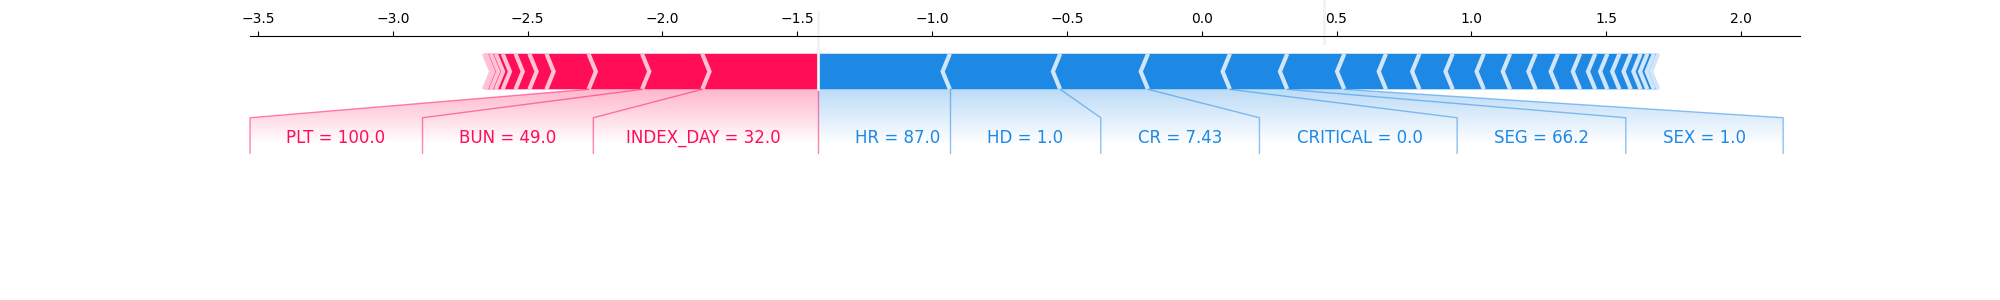 −3.5 −3.0 −2.5 −2.0 −1.5 −1.0 −0.5 0.0 0.5 1.0 1.5 2.0
PLT = 100.0 BUN = 49.0 INDEX_DAY = 32.0 HR = 87.0 HD = 1.0 CR = 7.43 CRITICAL = 0.0 SEG = 66.2 SEX = 1.0